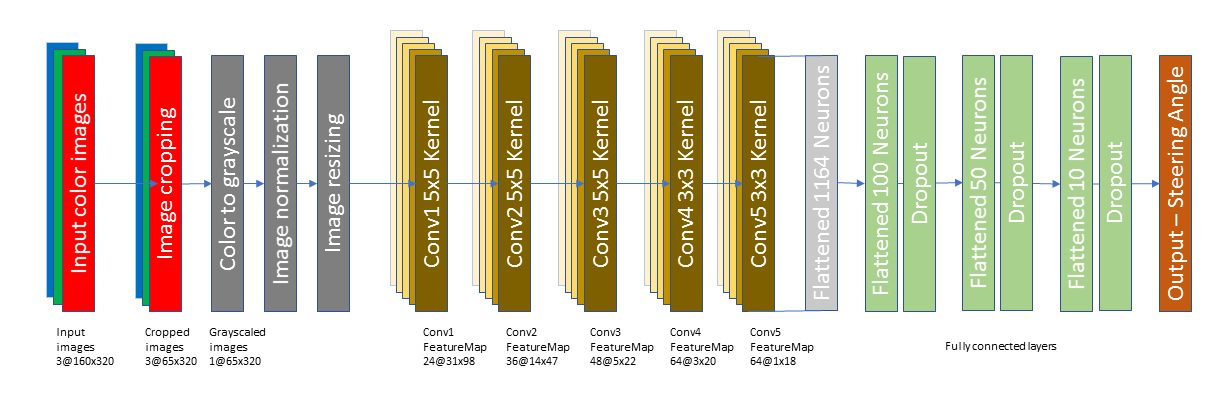 Input color images
Image cropping
Color to grayscale
Image normalization
Image resizing
Conv1 5x5 Kernel
Conv2 5x5 Kernel
Conv3 5x5 Kernel
Conv4 3x3 Kernel
Conv5 3x3 Kernel
Flattened 1164 Neurons
Flattened 100 Neurons
Dropout
Flattened 50 Neurons
Dropout
Flattened 10 Neurons
Dropout
Output – Steering Angle
Input
images
3@160x320
Cropped
images
3@65x320
Grayscaled
images
1@65x320
Conv1
FeatureMap
24@31x98
Conv2
FeatureMap
36@14x47
Conv3
FeatureMap
48@5x22
Conv4
FeatureMap
64@3x20
Conv5
FeatureMap
64@1x18
Fully connected layers